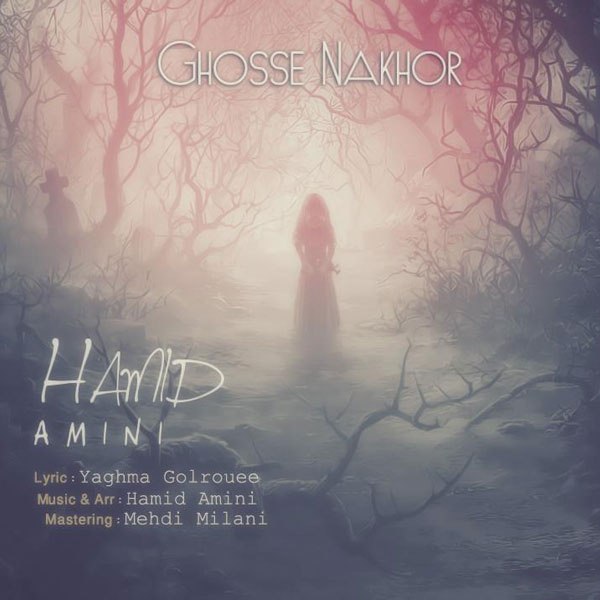 GHOSSE NAKHOR
HAMID
AMINI
Lyric : Yaghma Golrouee
Music & Arr : Hamid Amini
Mastering : Mehdi Milani